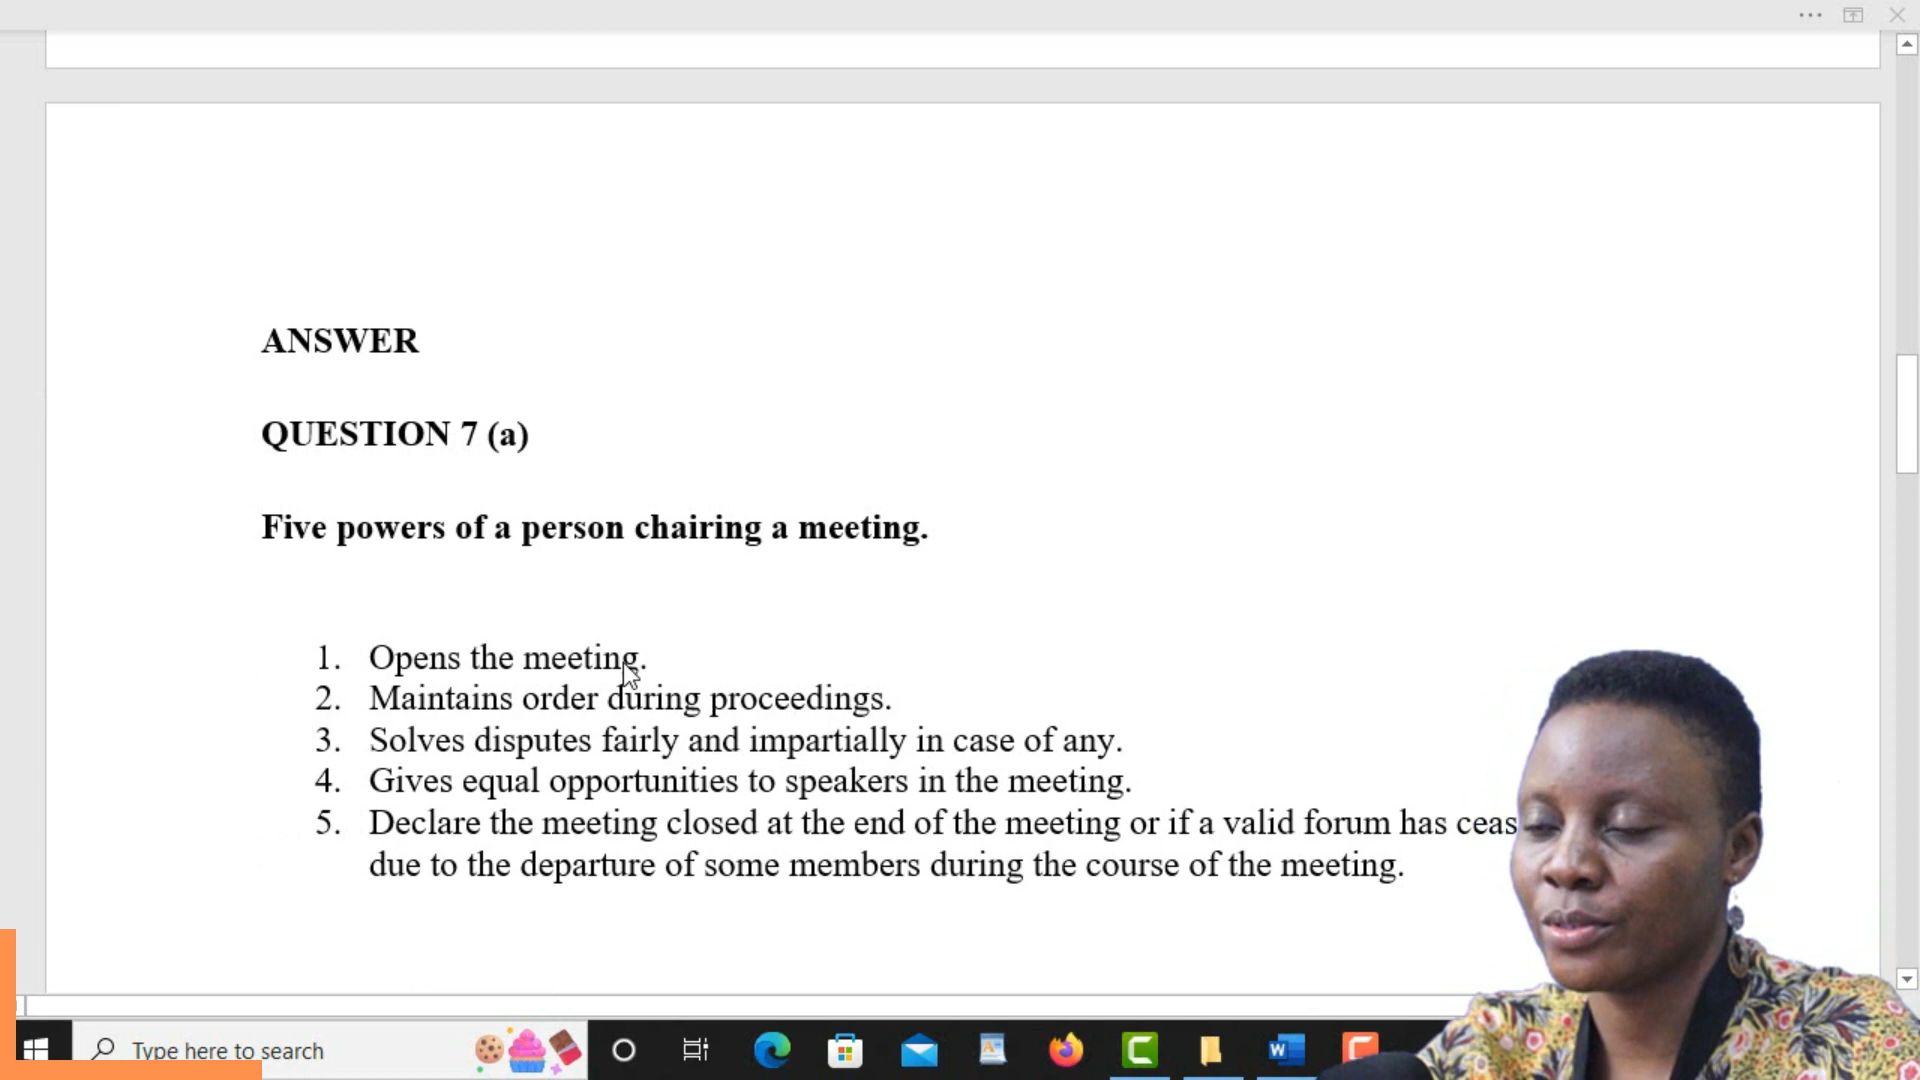 ANSWER
QUESTION 7 (a)
Five powers of a person chairing a meeting.
1. Opens the meeting.
2. Maintains order during proceedings.
3. Solves disputes fairly and impartially in case of any.
4. Gives equal opportunities to speakers in the meeting.
5. Declare the meeting closed at the end of the meeting or if a valid forum has
due to the departure of some members during the course of the meeting.
Type here to search